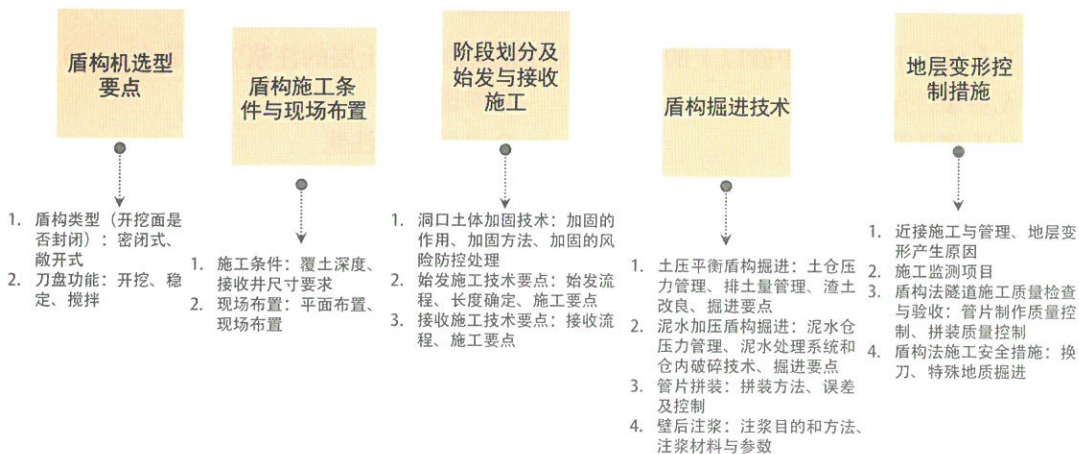 盾构机选型
要点
1. 盾构类型（开挖面是
否封闭）：密闭式、
敞开式
2. 刀盘功能：开挖、稳
定、搅拌
盾构施工条
件与现场布置
1. 施工条件：覆土深度、
接收井尺寸要求
2. 现场布置：平面布置、
现场布置
阶段划分及
始发与接收
施工
1. 洞口土体加固技术：加固的
作用、加固方法、加固的风
险防控处理
2. 始发施工技术要点：始发
流程、长度确定、施工要点
3. 接收施工技术要点：接收流
程、施工要点
盾构掘进技术
1. 土压平衡盾构掘进：土仓压
力管理、排土量管理、渣土
改良、掘进要点
2. 泥水加压盾构掘进：泥水仓
压力管理、泥水处理系统和
仓内破碎技术、掘进要点
3. 管片拼装：拼装方法、误差
及控制
4. 壁后注浆：注浆目的和方法、
注浆材料与参数
地层变形控
制措施
1. 近接施工与管理、地层变
形产生原因
2. 施工监测项目
3. 盾构法隧道施工质量检查
与验收：管片制作质量控
制、拼装质量控制
4. 盾构法施工安全措施：换
刀、特殊地质掘进